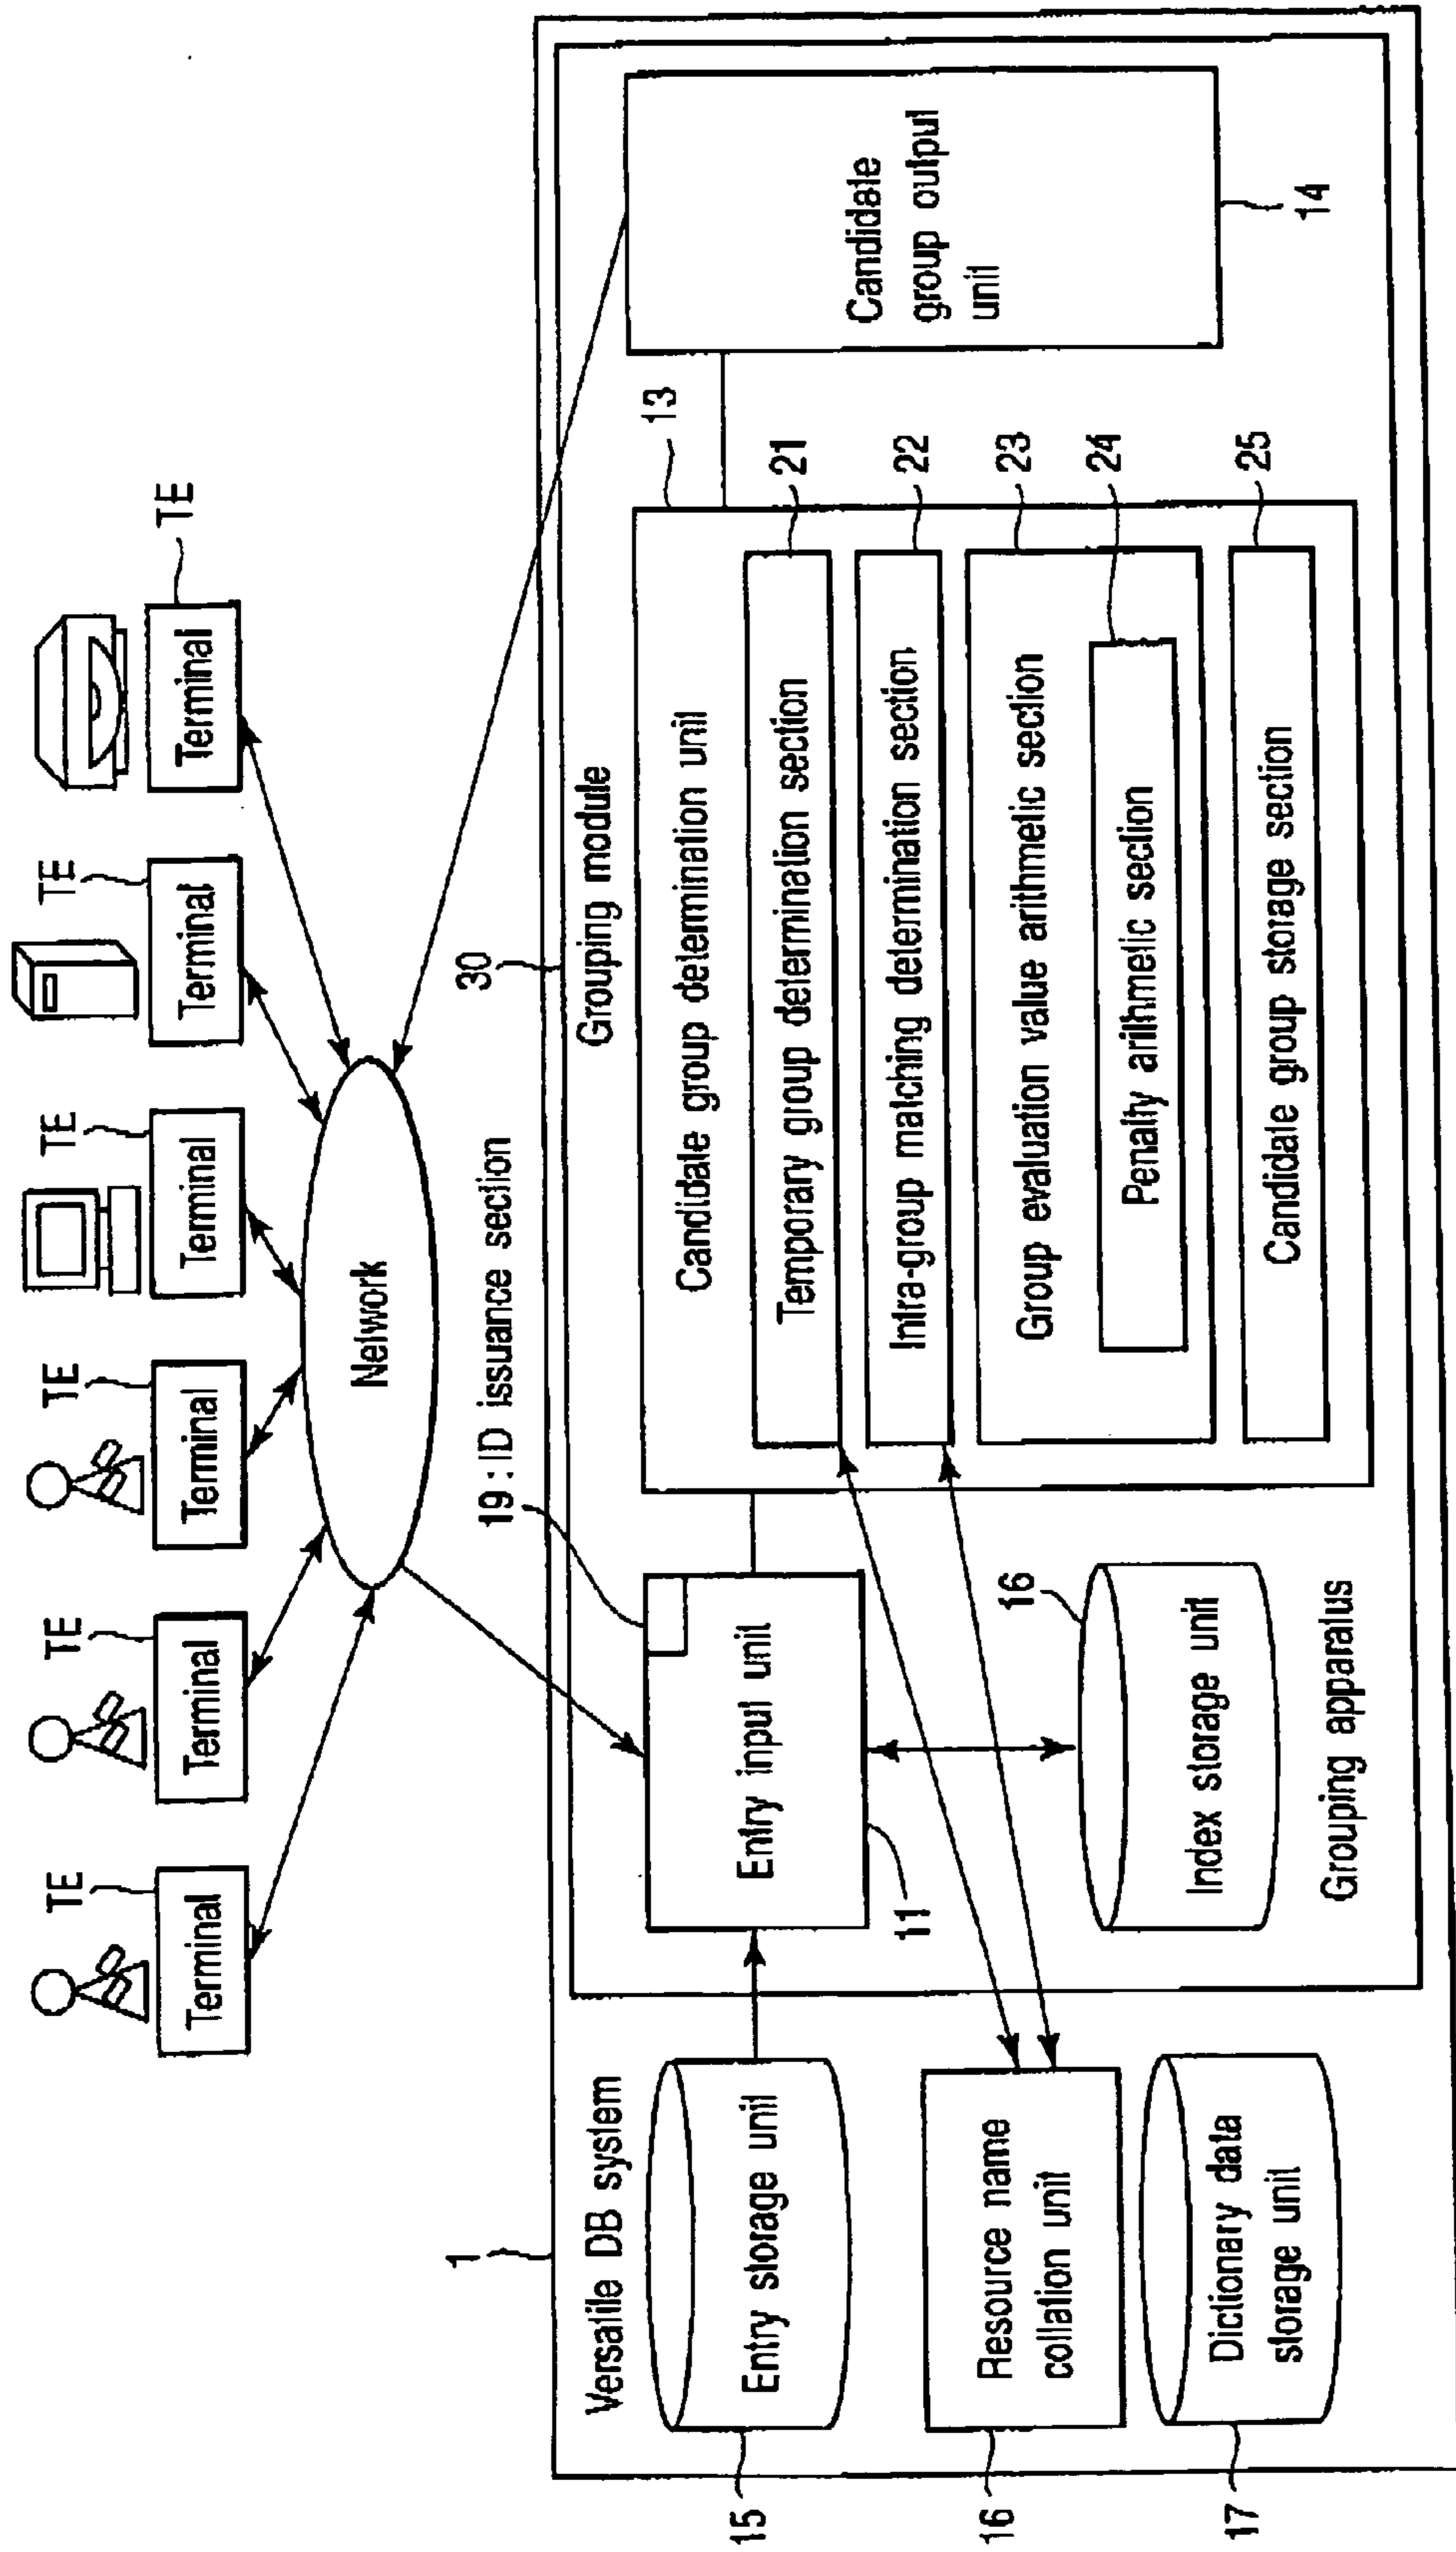 TE
TE
TE
TE
TE
TE
Terminal
Terminal
Terminal
Terminal
Terminal
Terminal
Network
1
30
19 : ID issuance section
Versatile DB system
Grouping module
13
15
Entry storage unit
Entry input unit
11
Candidate group determination unit
Temporary group determination section
21
Intra-group matching determination section
22
Group evaluation value arithmetic section
23
Penalty arithmetic section
24
Candidate group storage section
25
Candidate
group output
unit
14
16
Resource name
collation unit
16
Index storage unit
17
Dictionary data
storage unit
Grouping apparatus